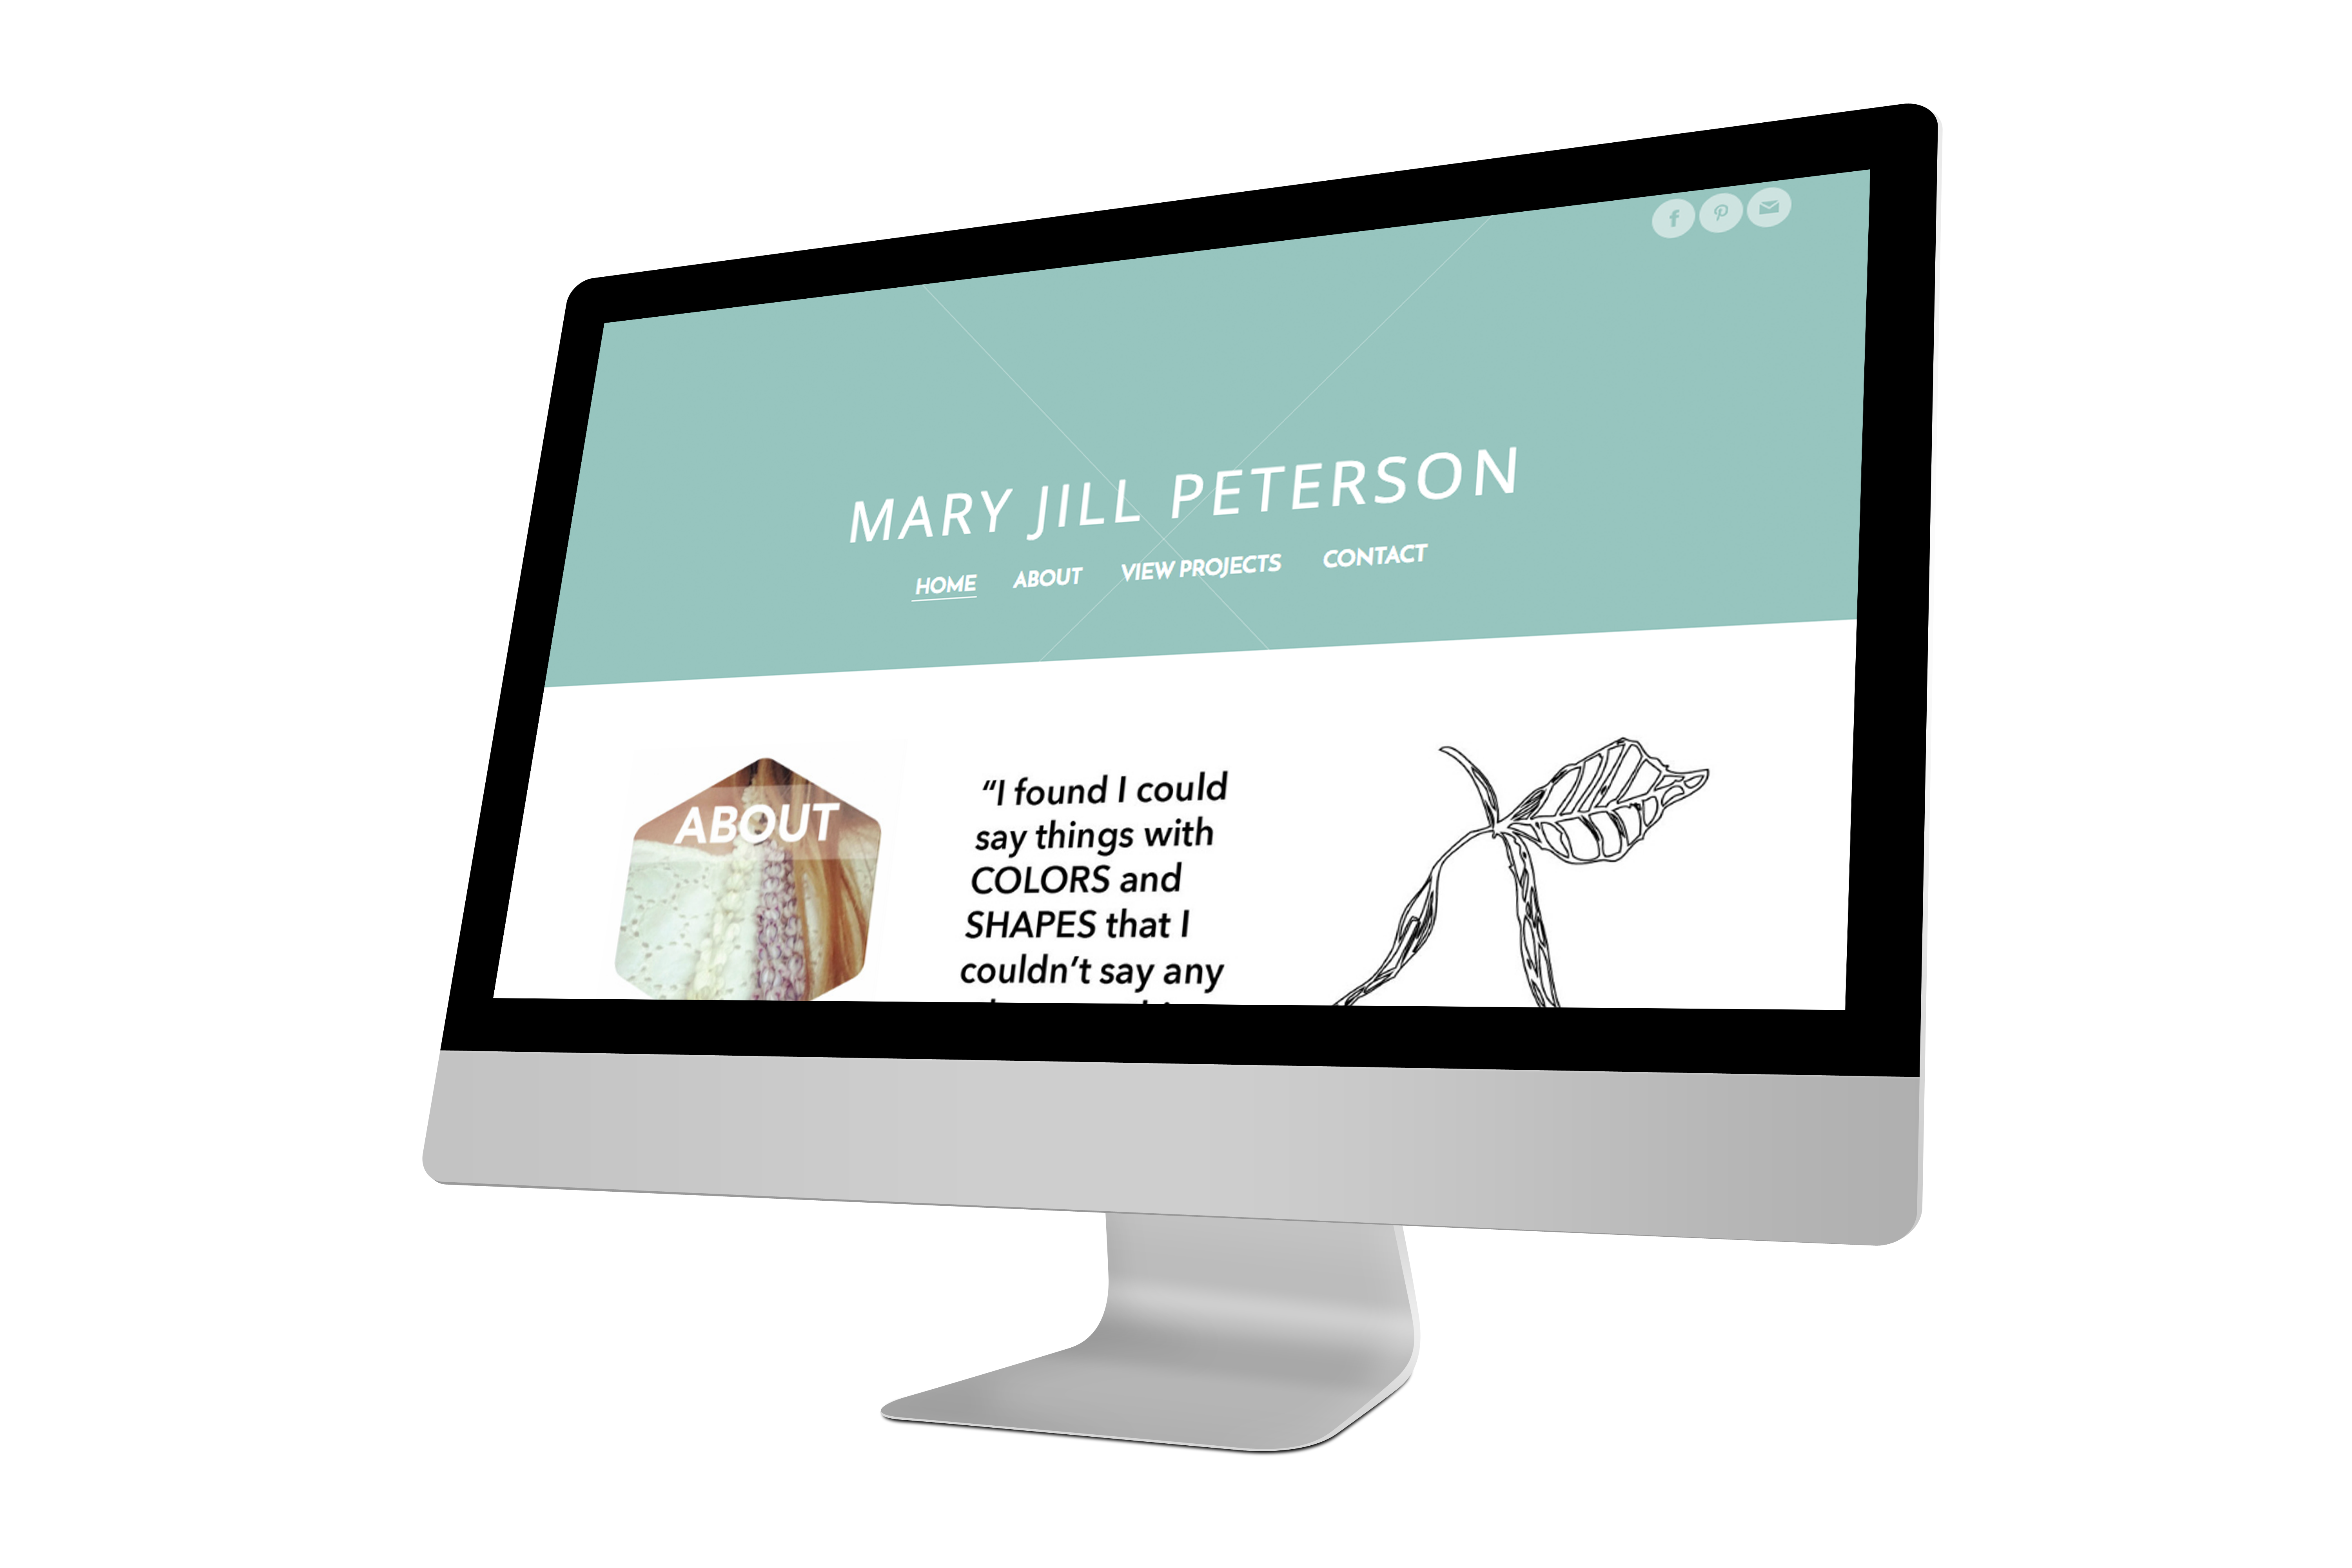 MARY JILL PETERSON
HOME ABOUT VIEW PROJECTS CONTACT
ABOUT
“I found I could
say things with
COLORS and
SHAPES that I
couldn’t say any